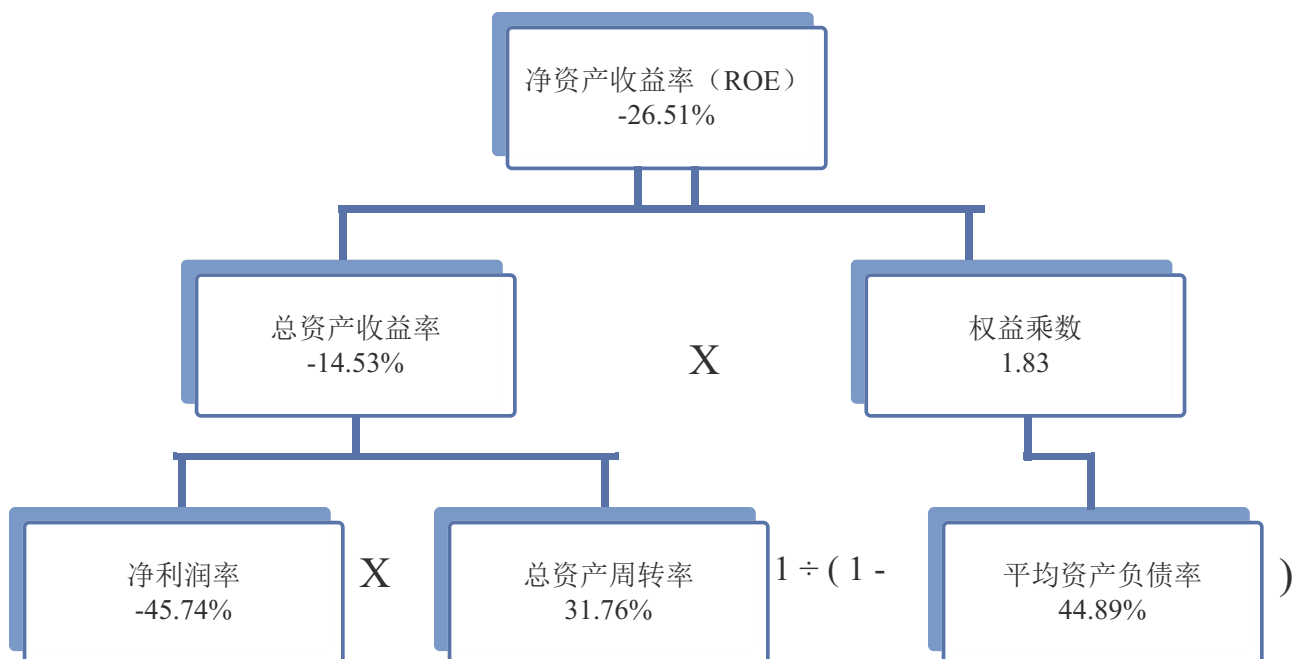 净资产收益率（ROE）
-26.51%
总资产收益率
-14.53%
X
权益乘数
1.83
净利润率
-45.74%
X
总资产周转率
31.76%
1 ÷ ( 1 -
平均资产负债率
44.89%
)